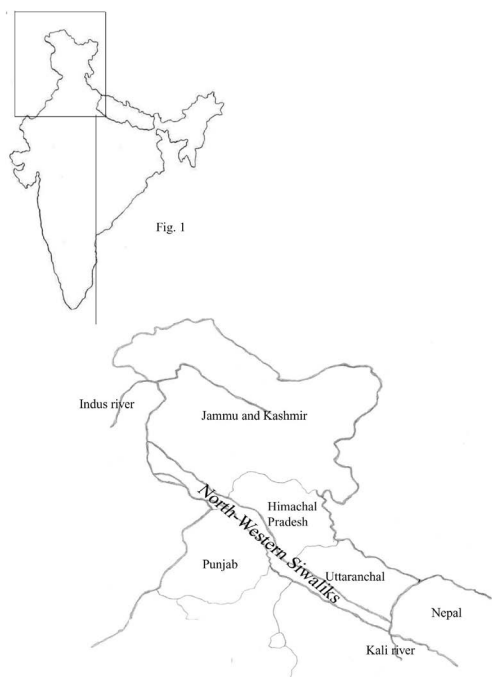 Fig. 1
Indus river
Jammu and Kashmir
North-Western Siwaliks
Himachal
Pradesh
Punjab
Uttaranchal
Nepal
Kali river